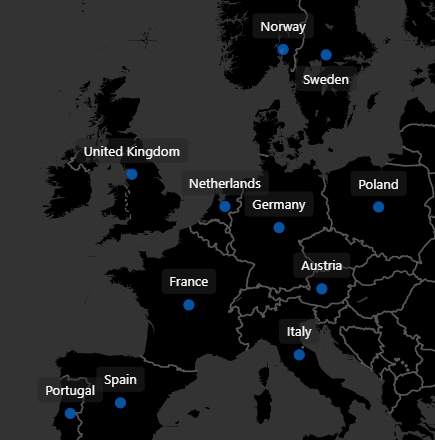 Norway
Sweden
United Kingdom
Netherlands
Poland
Germany
Austria
France
Italy
Spain
Portugal